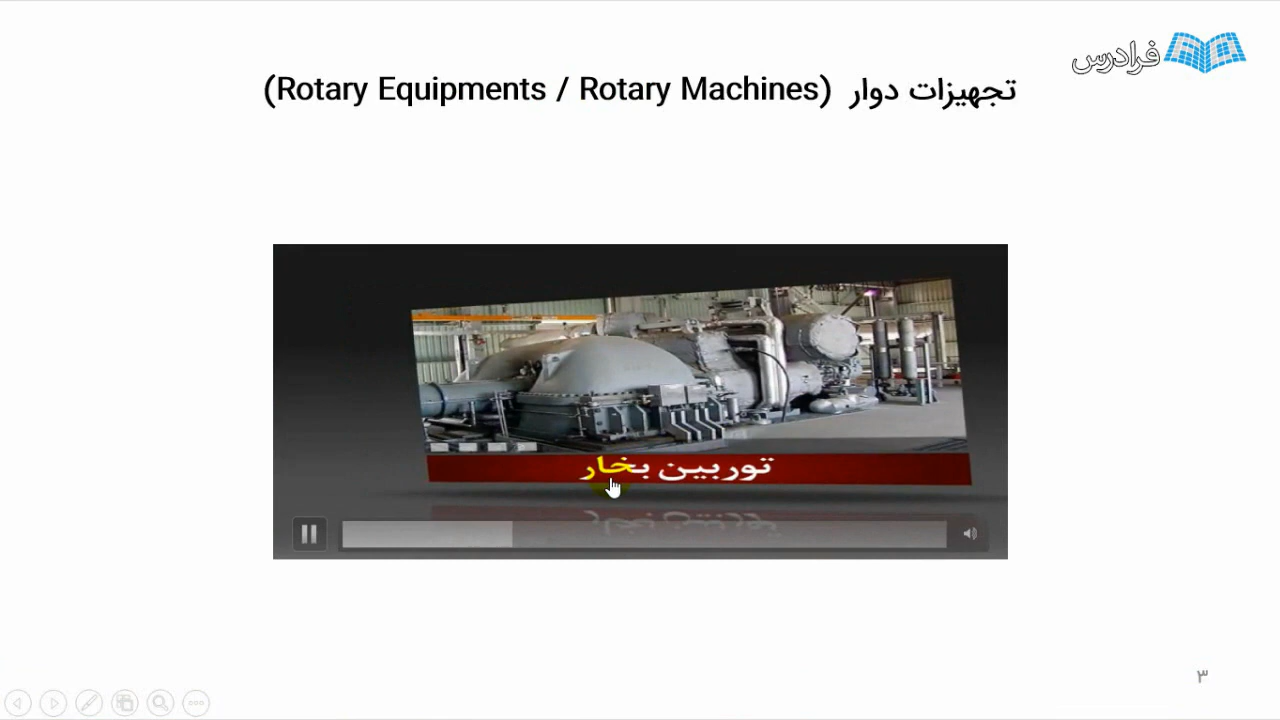 فرادرس
تجهیزات دوار (Rotary Equipments / Rotary Machines)
توربین بخار
۳